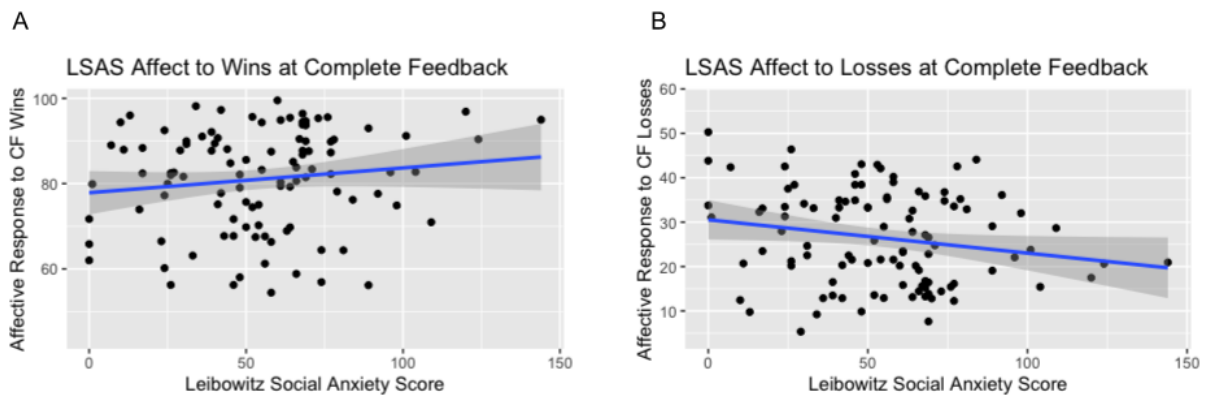 A
LSAS Affect to Wins at Complete Feedback
Affective Response to CF Wins
100
80
60
0 50 100 150
Leibowitz Social Anxiety Score
B
LSAS Affect to Losses at Complete Feedback
Affective Response to CF Losses
60
50
40
30
20
10
0 50 100 150
Leibowitz Social Anxiety Score